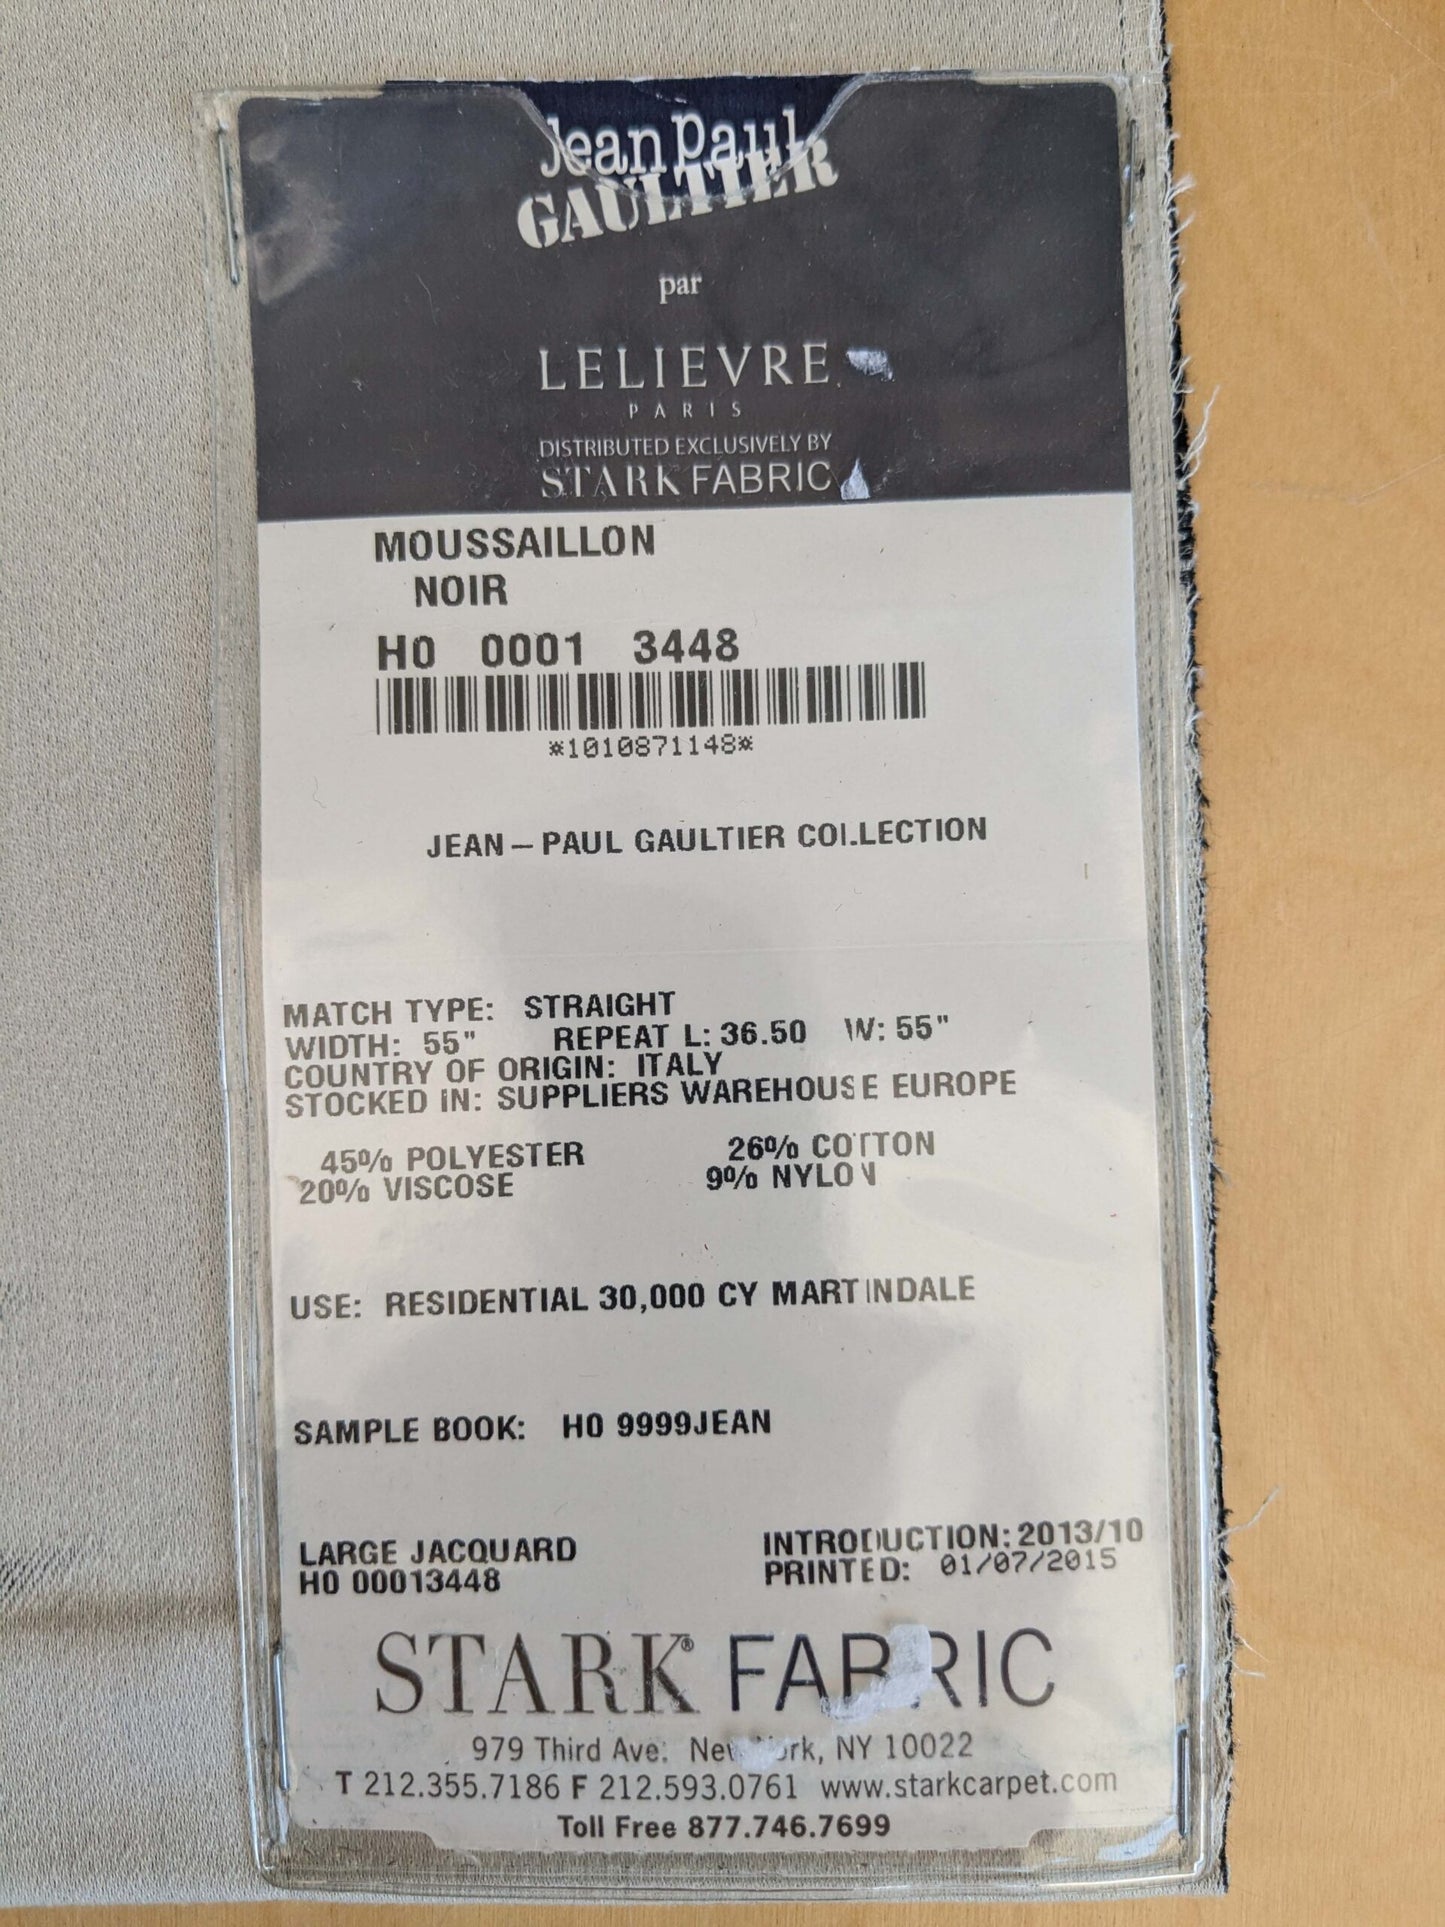 Jean Paul
GAULTIER
par
LELIEVRE
PARIS
DISTRIBUTED EXCLUSIVELY BY
STARK FABRIC
MOUSSAILLON
NOIR
H0 0001 3448
*1010871148*
JEAN-PAUL GAULTIER COLLECTION
MATCH TYPE: STRAIGHT
WIDTH: 55" REPEAT L: 36.50 W: 55"
COUNTRY OF ORIGIN: ITALY
STOCKED IN: SUPPLIERS WAREHOUSE EUROPE
45% POLYESTER 26% COTTON
20% VISCOSE 9% NYLON
USE: RESIDENTIAL 30,000 CY MARTINDALE
SAMPLE BOOK: H0 9999JEAN
LARGE JACQUARD INTRODUCTION: 2013/10
H0 00013448 PRINTED: 01/07/2015
STARK® FABRIC
979 Third Ave. New York, NY 10022
T 212.355.7186 F 212.593.0761 www.starkcarpet.com
Toll Free 877.746.7699